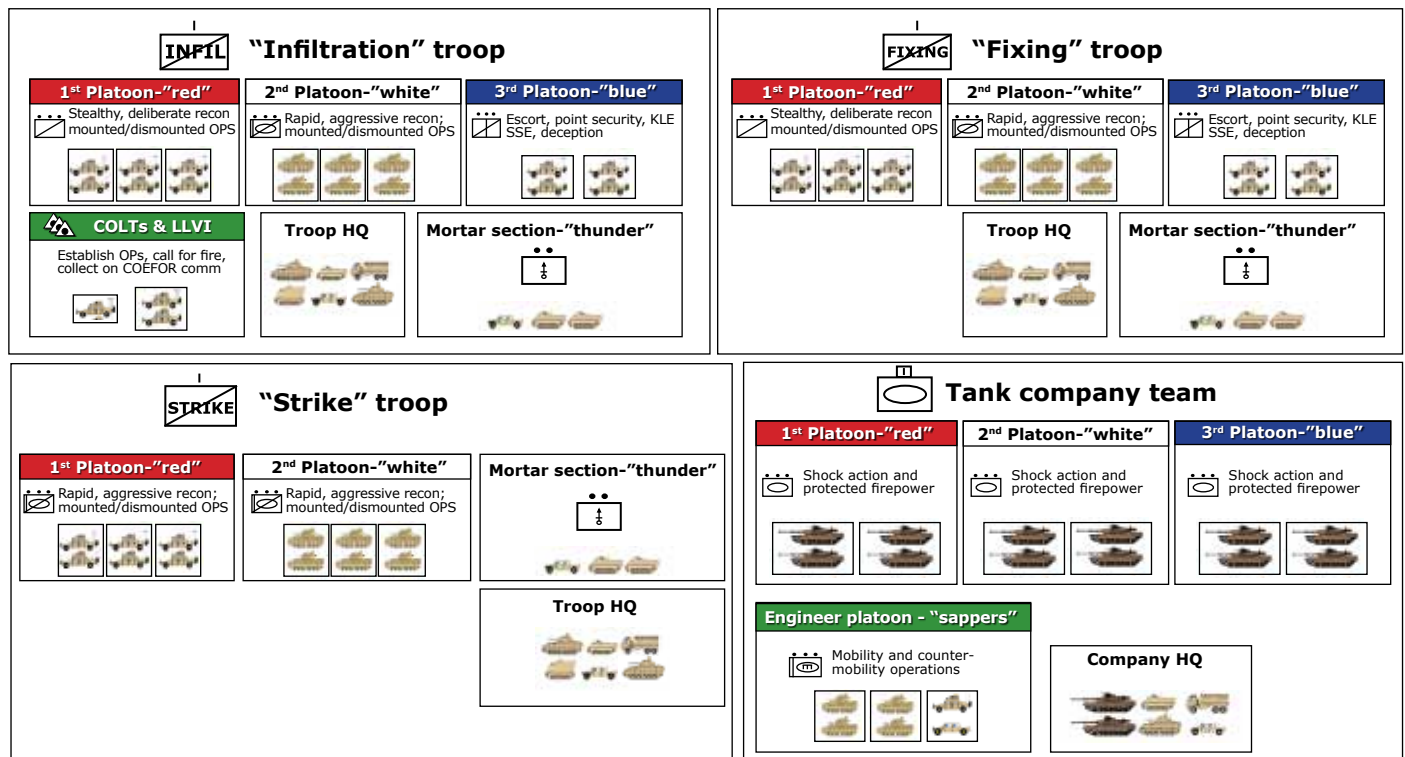 INFIL
“Infiltration” troop
1st Platoon-”red”
Stealthy, deliberate recon
mounted/dismounted OPS
2nd Platoon-”white”
Rapid, aggressive recon;
mounted/dismounted OPS
3rd Platoon-”blue”
Escort, point security, KLE
SSE, deception
COLTs & LLVI
Establish OPs, call for fire,
collect on COEFOR comm
Troop HQ
Mortar section-”thunder”
FIXING
“Fixing” troop
1st Platoon-”red”
Stealthy, deliberate recon
mounted/dismounted OPS
2nd Platoon-”white”
Rapid, aggressive recon;
mounted/dismounted OPS
3rd Platoon-”blue”
Escort, point security, KLE
SSE, deception
Troop HQ
Mortar section-”thunder”
STRIKE
“Strike” troop
1st Platoon-”red”
Rapid, aggressive recon;
mounted/dismounted OPS
2nd Platoon-”white”
Rapid, aggressive recon;
mounted/dismounted OPS
Mortar section-”thunder”
Troop HQ
Tank company team
1st Platoon-”red”
Shock action and
protected firepower
2nd Platoon-”white”
Shock action and
protected firepower
3rd Platoon-”blue”
Shock action and
protected firepower
Engineer platoon - “sappers”
Mobility and counter-
mobility operations
Company HQ